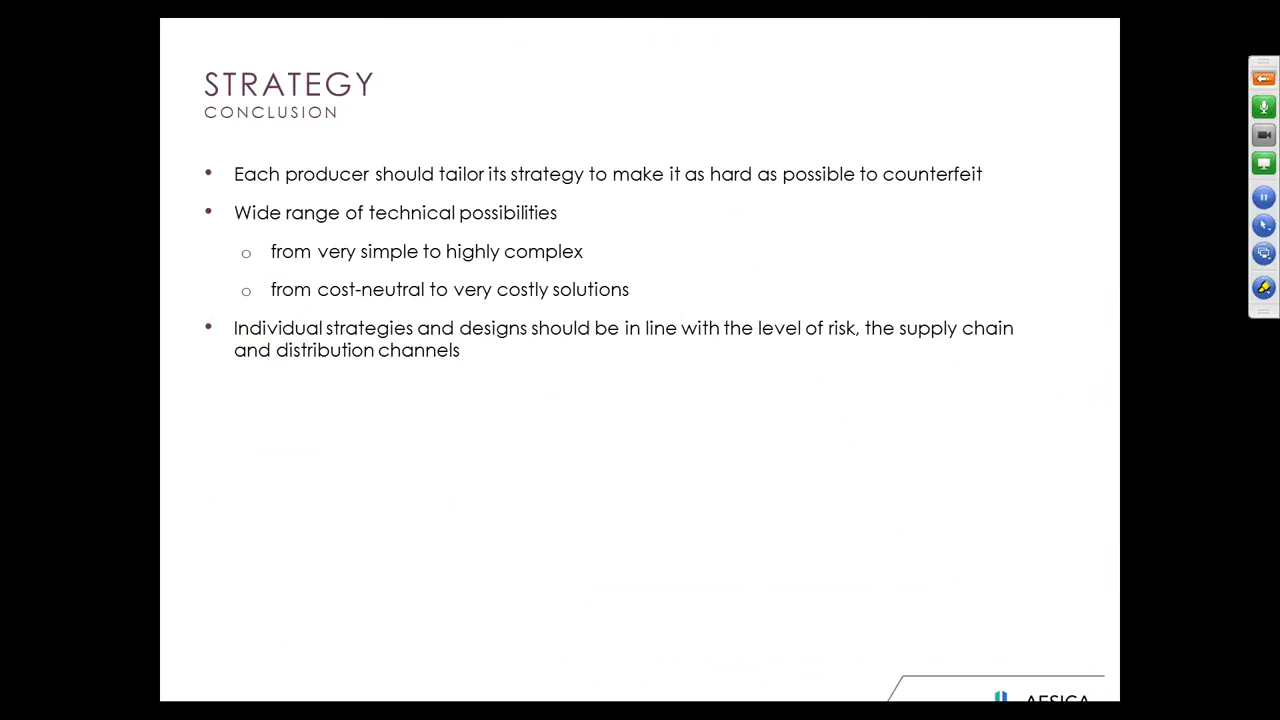 STRATEGY
CONCLUSION
• Each producer should tailor its strategy to make it as hard as possible to counterfeit
• Wide range of technical possibilities
o from very simple to highly complex
o from cost-neutral to very costly solutions
• Individual strategies and designs should be in line with the level of risk, the supply chain
and distribution channels
AESICA